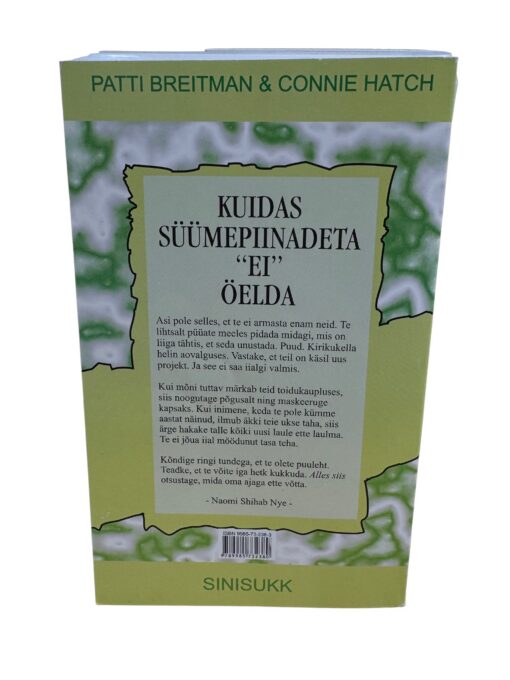 PATTI BREITMAN & CONNIE HATCH
KUIDAS
SÜÜMEPIINADETA
“EI”
ÖELDA
Asi pole selles, et te ei armasta enam neid. Te
lihtsalt püüate meeles pidada midagi, mis on
liiga tähtis, et seda unustada. Puud. Kirikukella
helin aovalguses. Vastake, et teil on käsil uus
projekt. Ja see ei saa iialgi valmis.
Kui mõni tuttav märkab teid toidukaupluses,
siis noogutage põgusalt ning maskeeruge
kapsaks. Kui inimene, keda te pole kümme
aastat näinud, ilmub äkki teie ukse taha, siis
ärge hakake talle kõiki uusi laule ette laulma.
Te ei jõua iial möödunut tasa teha.
Kõndige ringi tundega, et te olete puuleht.
Teadke, et te võite iga hetk kukkuda. Alles siis
otsustage, mida oma ajaga ette võtta.
- Naomi Shihab Nye -
ISBN 9985-73-238-3
9789985732380
SINISUKK